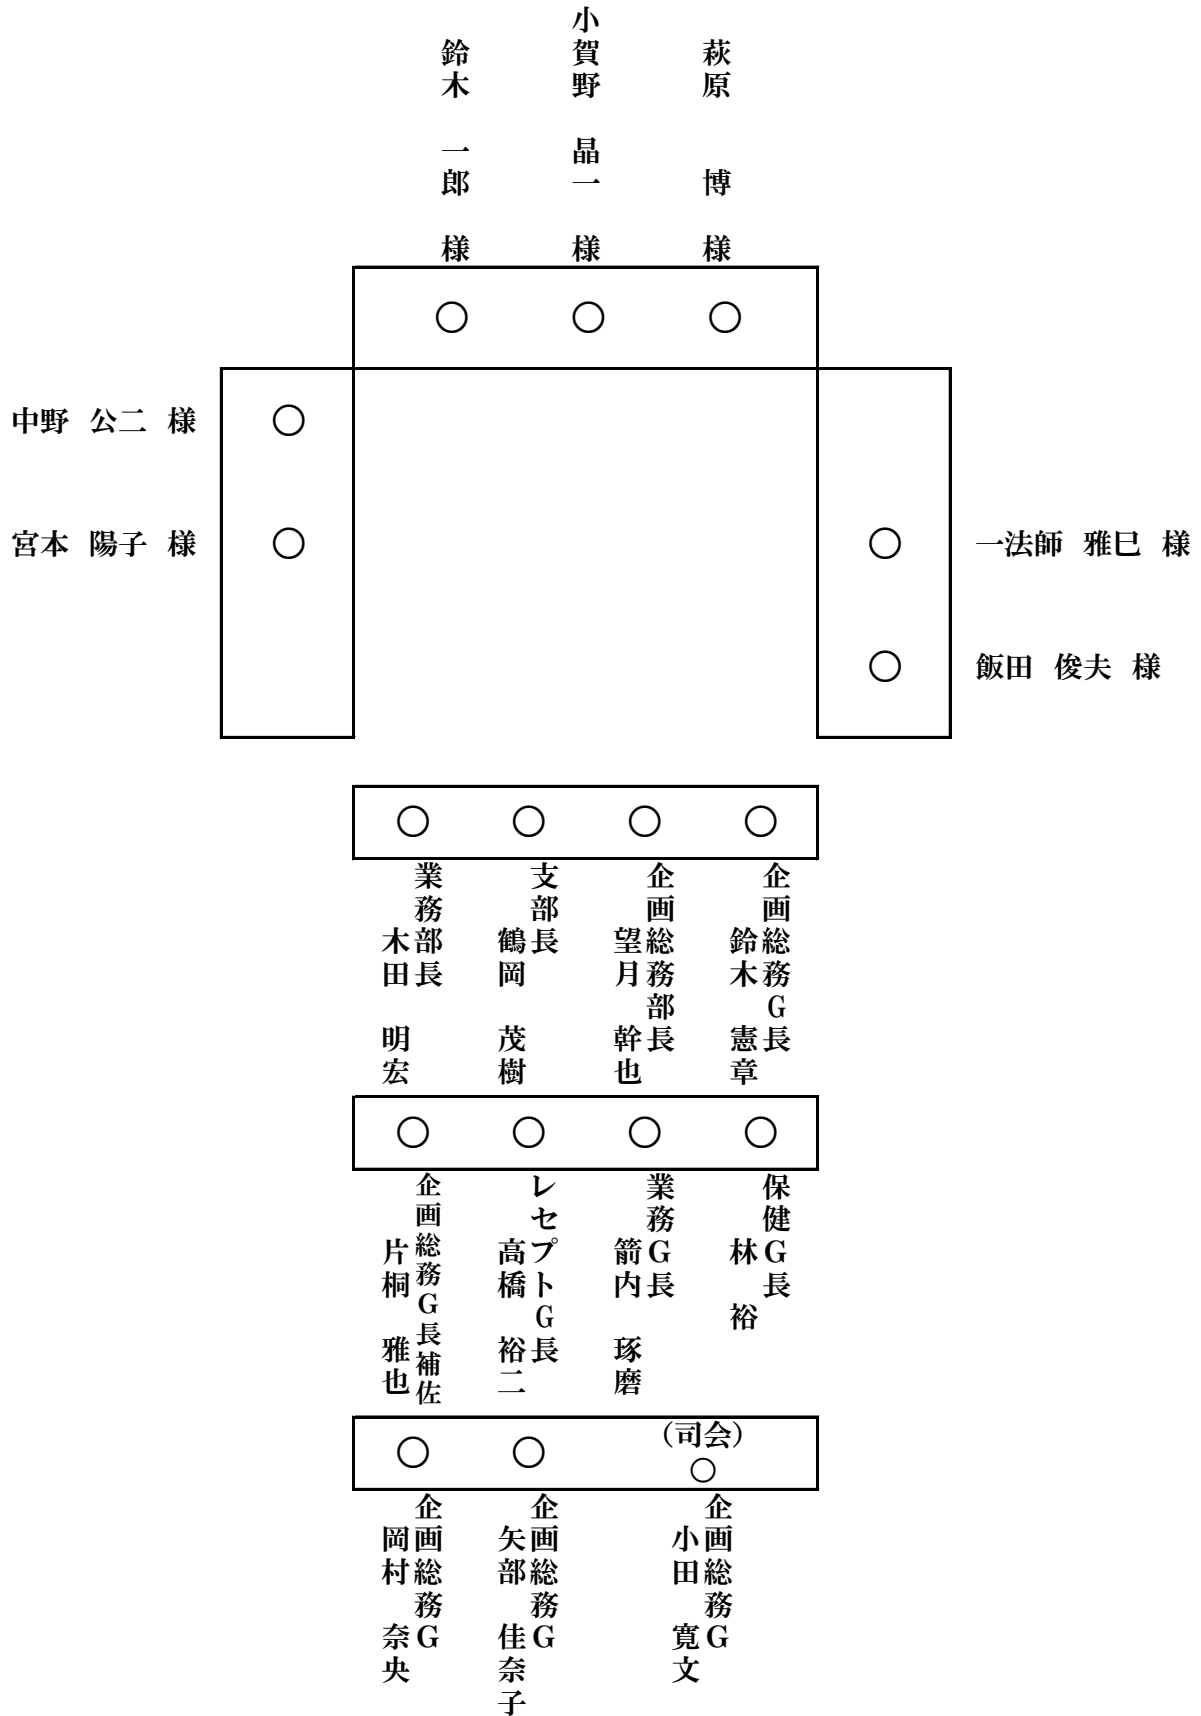 萩原 博 様
小賀野 晶一 様
鈴木 一郎 様
中野 公二 様
宮本 陽子 様
一法師 雅巳 様
飯田 俊夫 様
企画総務G長
鈴木 憲章
企画総務部長
望月 幹也
支部長
鶴岡 茂樹
業務部長
木田 明宏
保健G長
林 裕
業務G長
箭内 琢磨
レセプトG長
高橋 裕二
企画総務G長補佐
片桐 雅也
(司会)
企画総務G
小田 寛文
企画総務G
矢部 佳奈子
企画総務G
岡村 奈央